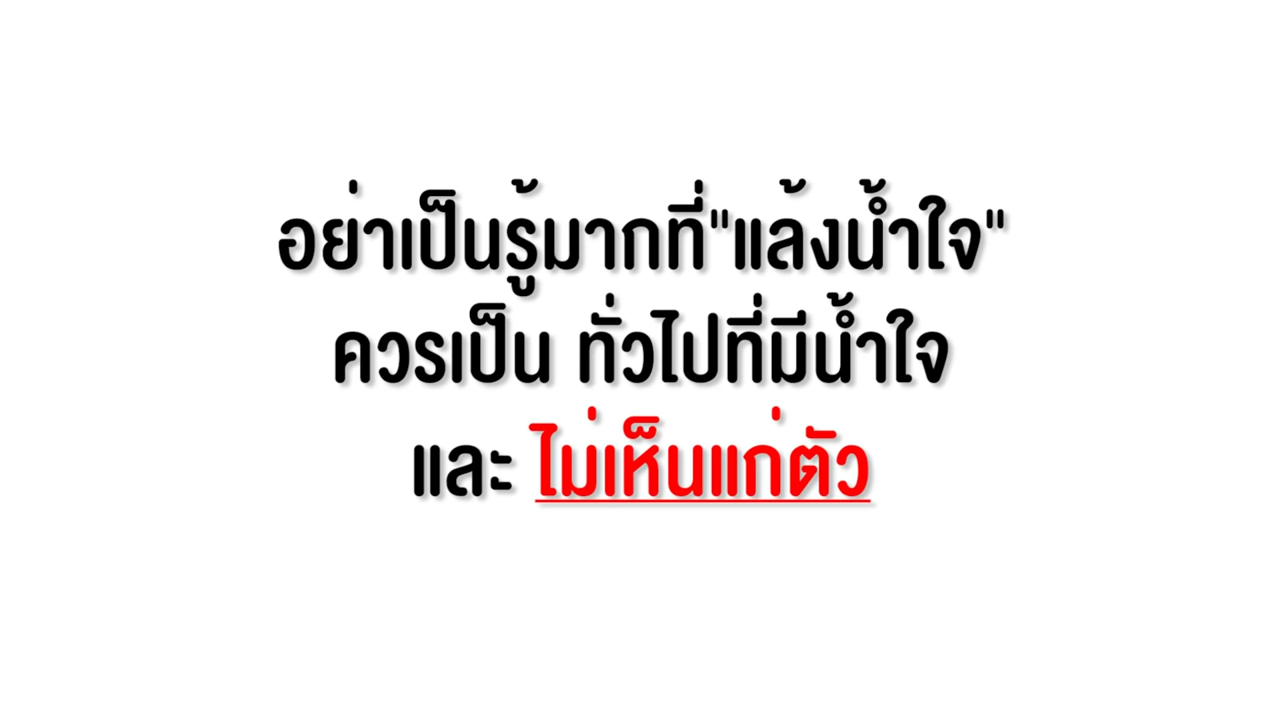 อย่าเป็นรู้มากที่"แล้งน้ำใจ"
ควรเป็น ทั่วไปที่มีน้ำใจ
และ ไม่เห็นแก่ตัว